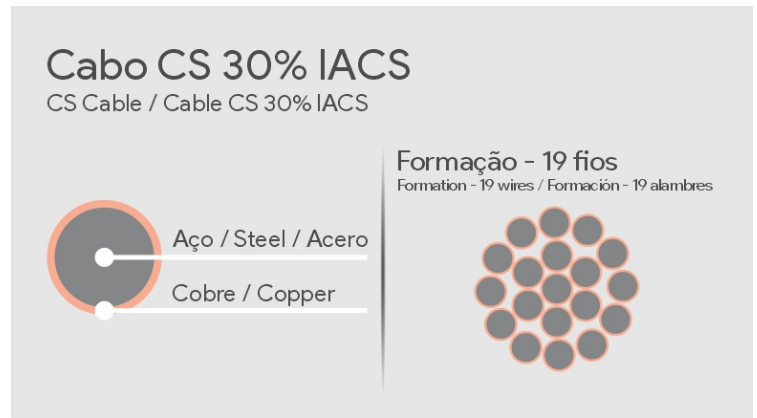 Cabo CS 30% IACS
CS Cable / Cable CS 30% IACS
Aço / Steel / Acero
Cobre / Copper
Formação - 19 fios
Formation - 19 wires / Formación - 19 alambres